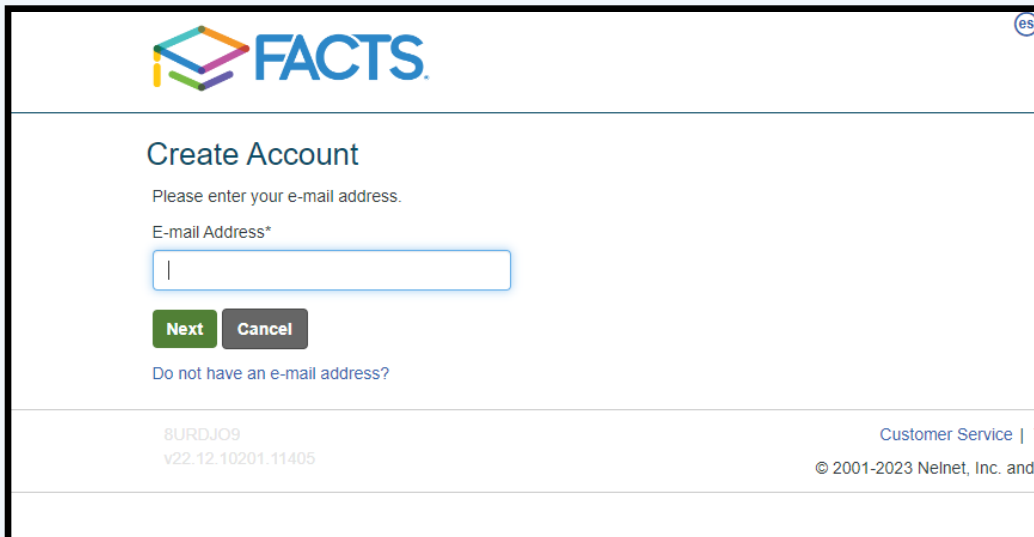 es
FACTS
Create Account
Please enter your e-mail address.
E-mail Address*
Next Cancel
Do not have an e-mail address?
8URDJO9
v22.12.10201.11405
Customer Service |
© 2001-2023 Nelnet, Inc. and